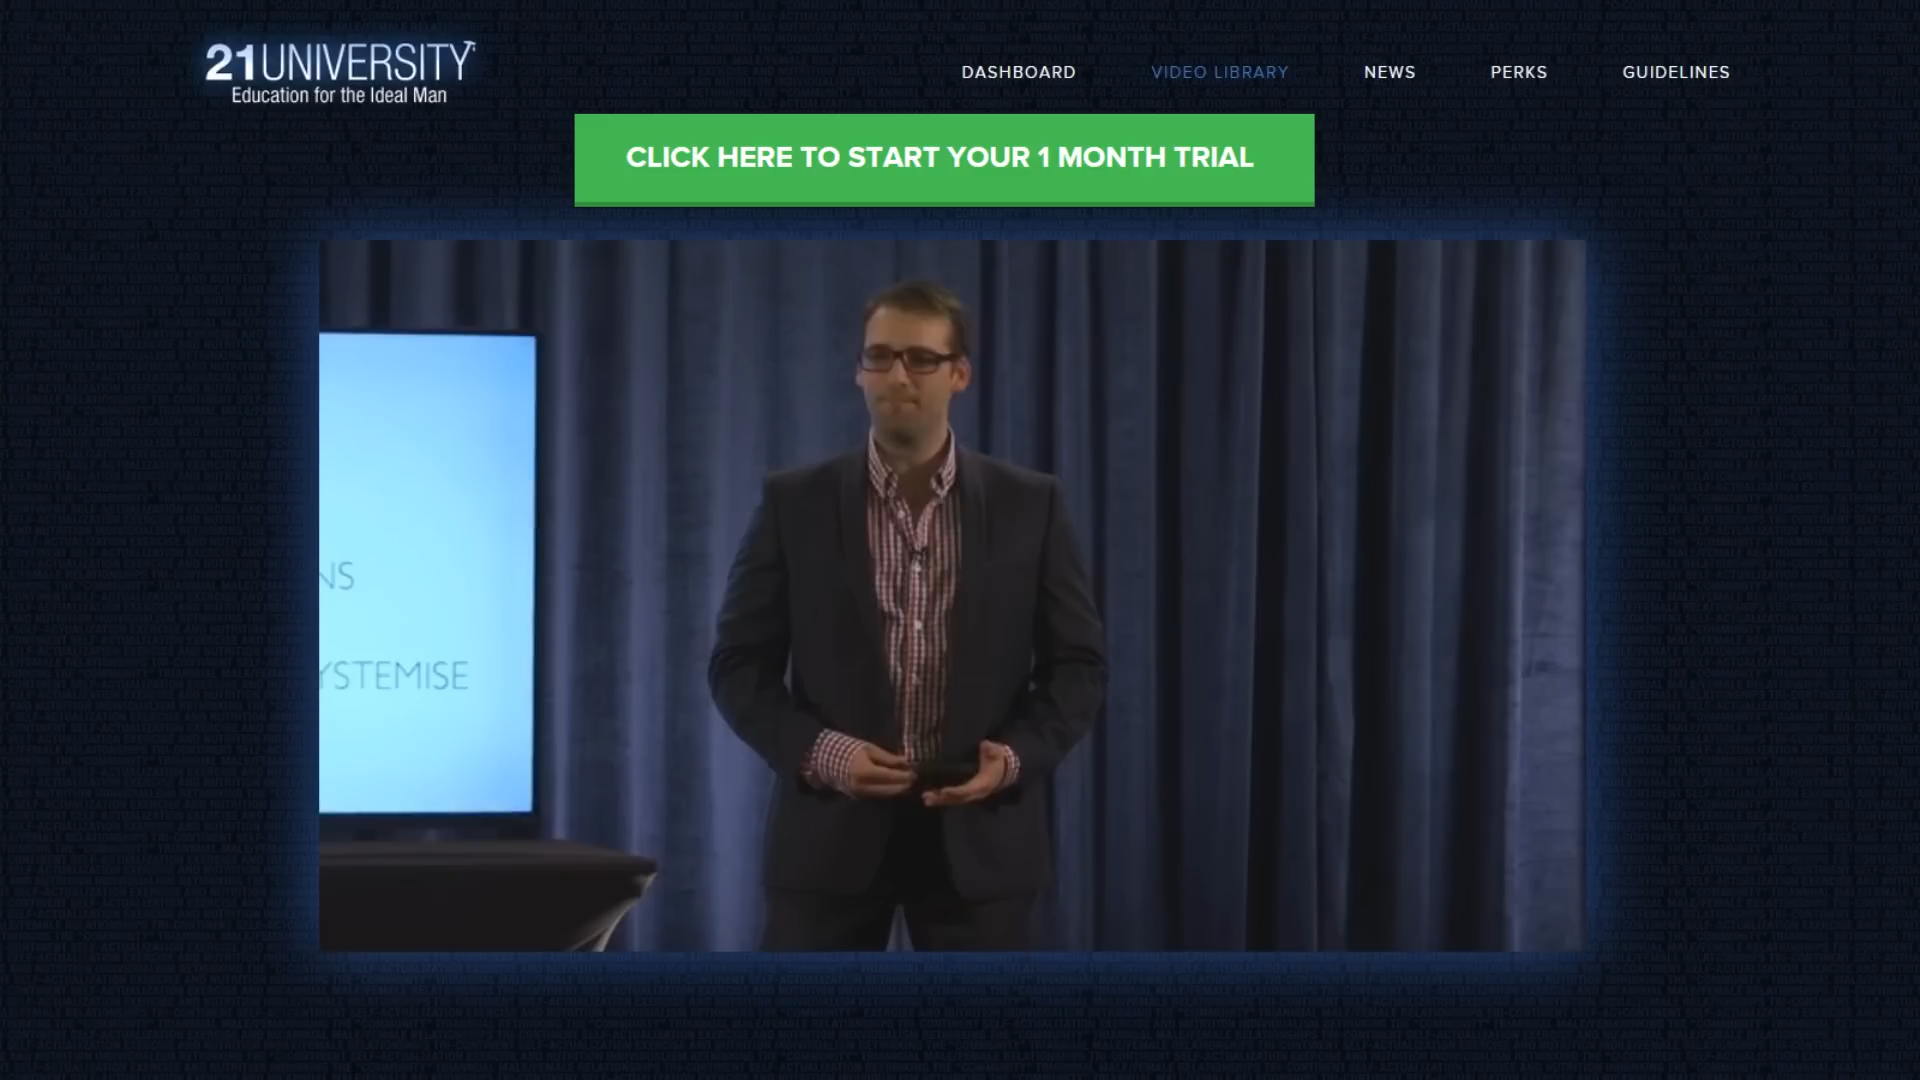 21UNIVERSITY
Education for the Ideal Man
DASHBOARD
VIDEO LIBRARY
NEWS
PERKS
GUIDELINES
CLICK HERE TO START YOUR 1 MONTH TRIAL
NS
YSTEMISE